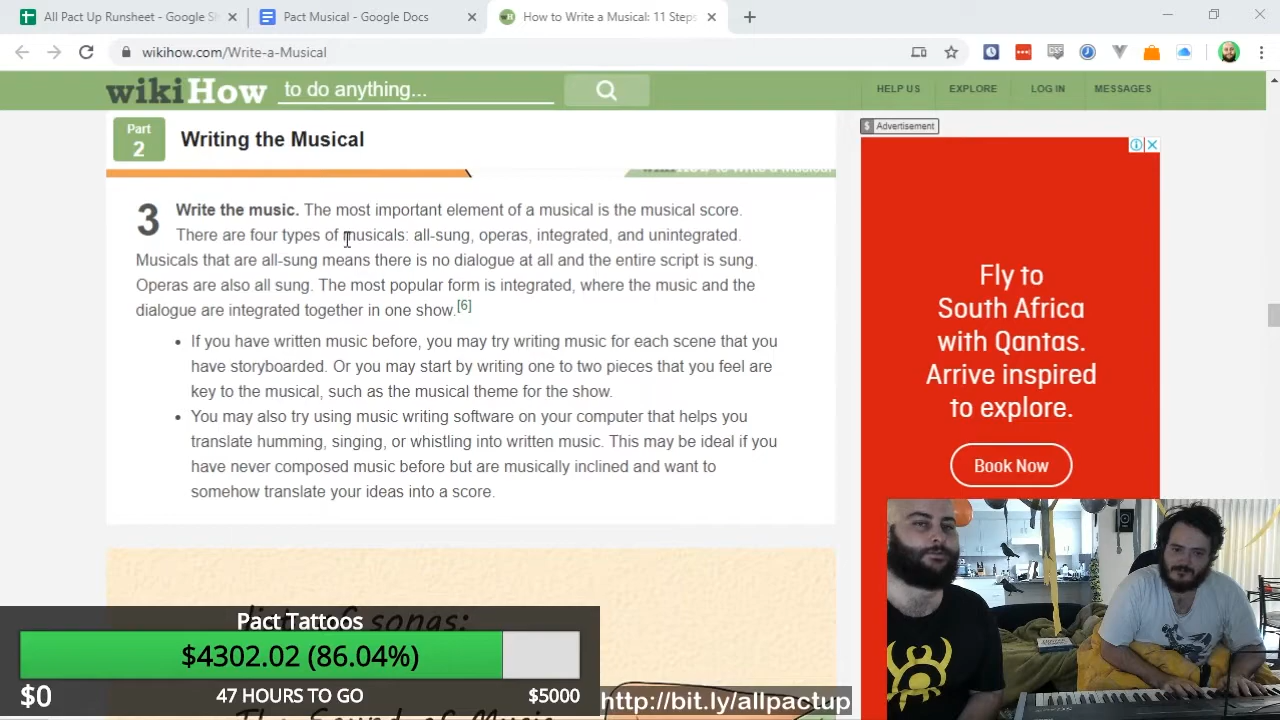 All Pact Up Runsheet - Google Sh
Pact Musical - Google Docs
How to Write a Musical: 11 Steps
wikihow.com/Write-a-Musical
wikiHow to do anything...
HELP US EXPLORE LOG IN MESSAGES
Part 2 Writing the Musical
$ Advertisement
3 Write the music. The most important element of a musical is the musical score.
There are four types of musicals: all-sung, operas, integrated, and unintegrated.
Musicals that are all-sung means there is no dialogue at all and the entire script is sung.
Operas are also all sung. The most popular form is integrated, where the music and the
dialogue are integrated together in one show.[6]
• If you have written music before, you may try writing music for each scene that you
have storyboarded. Or you may start by writing one to two pieces that you feel are
key to the musical, such as the musical theme for the show.
• You may also try using music writing software on your computer that helps you
translate humming, singing, or whistling into written music. This may be ideal if you
have never composed music before but are musically inclined and want to
somehow translate your ideas into a score.
Fly to
South Africa
with Qantas.
Arrive inspired
to explore.
Book Now
songs:
The Sound of Music
Pact Tattoos
$4302.02 (86.04%)
$0 47 HOURS TO GO $5000
http://bit.ly/allpactup